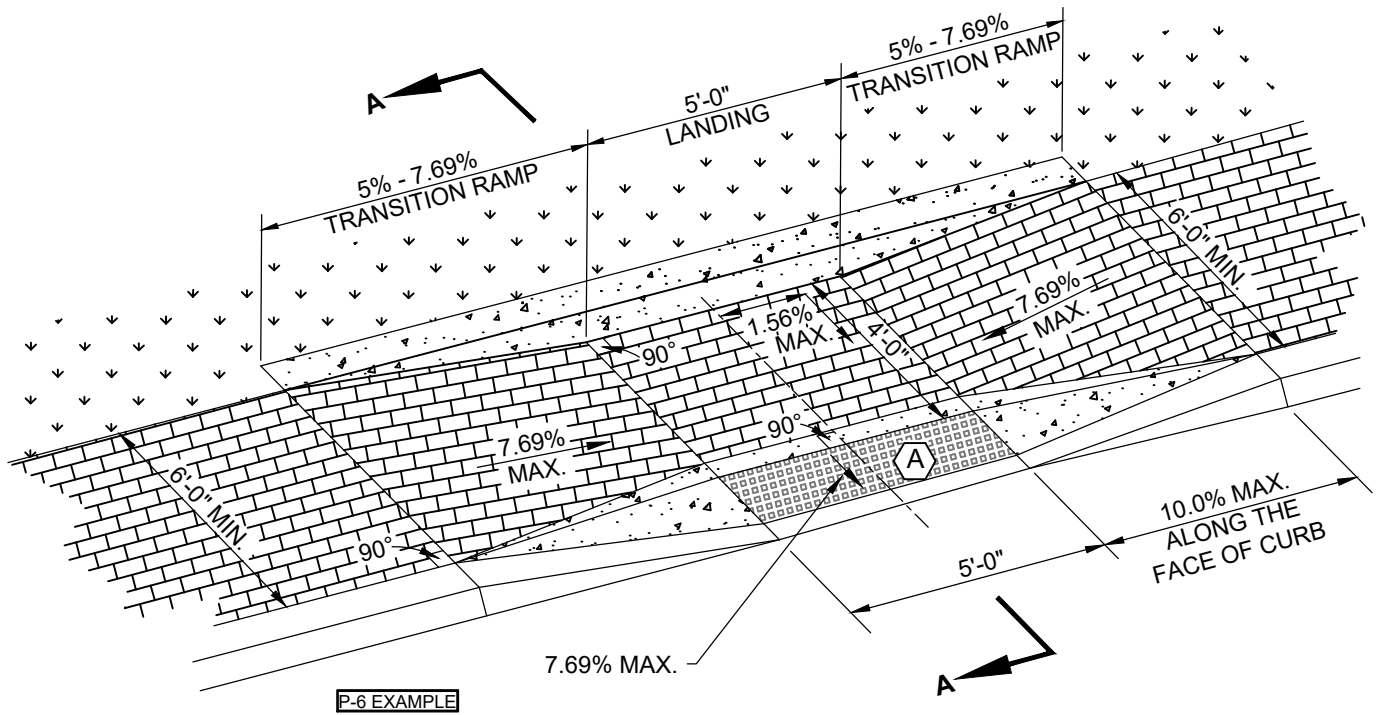 5% - 7.69%
TRANSITION RAMP
A
5'-0"
LANDING
5% - 7.69%
TRANSITION RAMP
6'-0" MIN
7.69%
MAX.
1.56%
MAX.
4'-0"
90°
90°
7.69%
MAX.
A
6'-0" MIN.
90°
10.0% MAX.
ALONG THE
FACE OF CURB
5'-0"
7.69% MAX.
A
P-6 EXAMPLE